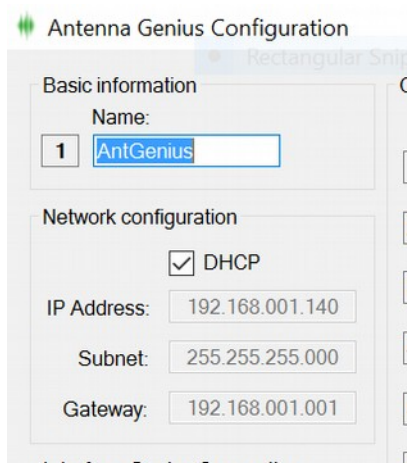 Antenna Genius Configuration
Rectangular Snip
Basic information
Name:
1 AntGenius
Network configuration
DHCP
IP Address: 192.168.001.140
Subnet: 255.255.255.000
Gateway: 192.168.001.001